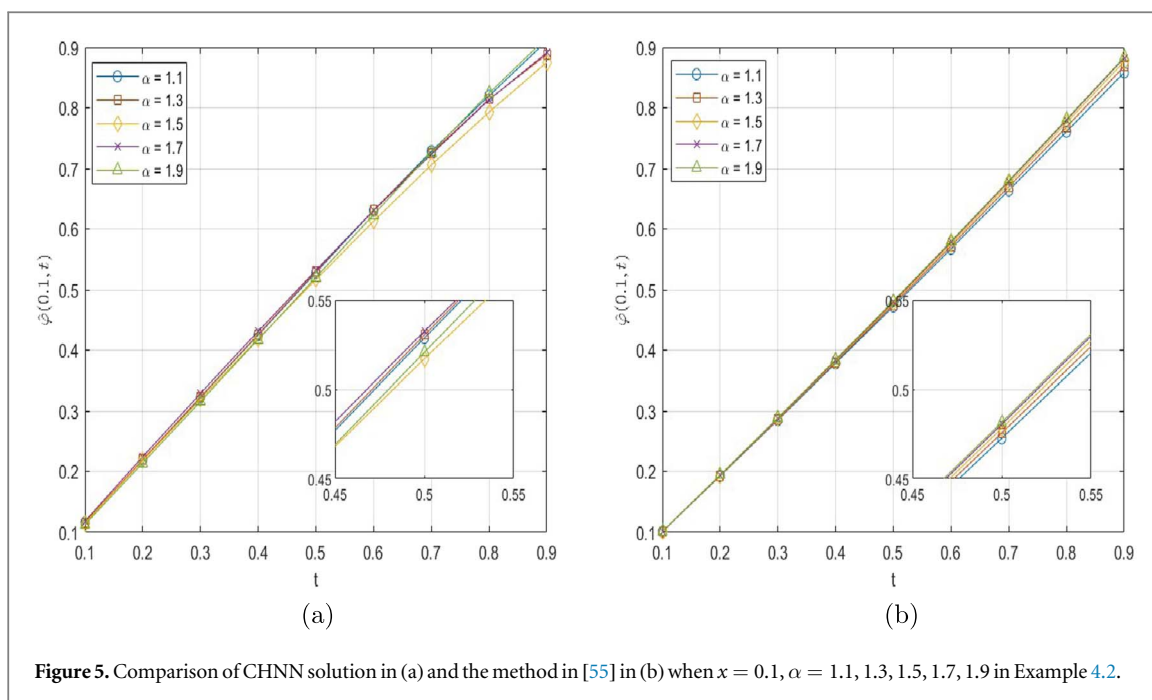 0.9
0.8
0.7
0.6
0.5
0.4
0.3
0.2
0.1
φ̂(0.1, t)
α = 1.1
α = 1.3
α = 1.5
α = 1.7
α = 1.9
0.55
0.5
0.45
0.45 0.5 0.55
0.1 0.2 0.3 0.4 0.5 0.6 0.7 0.8 0.9
t
(a)
0.9
0.8
0.7
0.6
0.5
0.4
0.3
0.2
0.1
φ̂(0.1, t)
α = 1.1
α = 1.3
α = 1.5
α = 1.7
α = 1.9
0.55
0.5
0.45
0.45 0.5 0.55
0.1 0.2 0.3 0.4 0.5 0.6 0.7 0.8 0.9
t
(b)
Figure 5. Comparison of CHNN solution in (a) and the method in [55] in (b) when x = 0.1, α = 1.1, 1.3, 1.5, 1.7, 1.9 in Example 4.2.